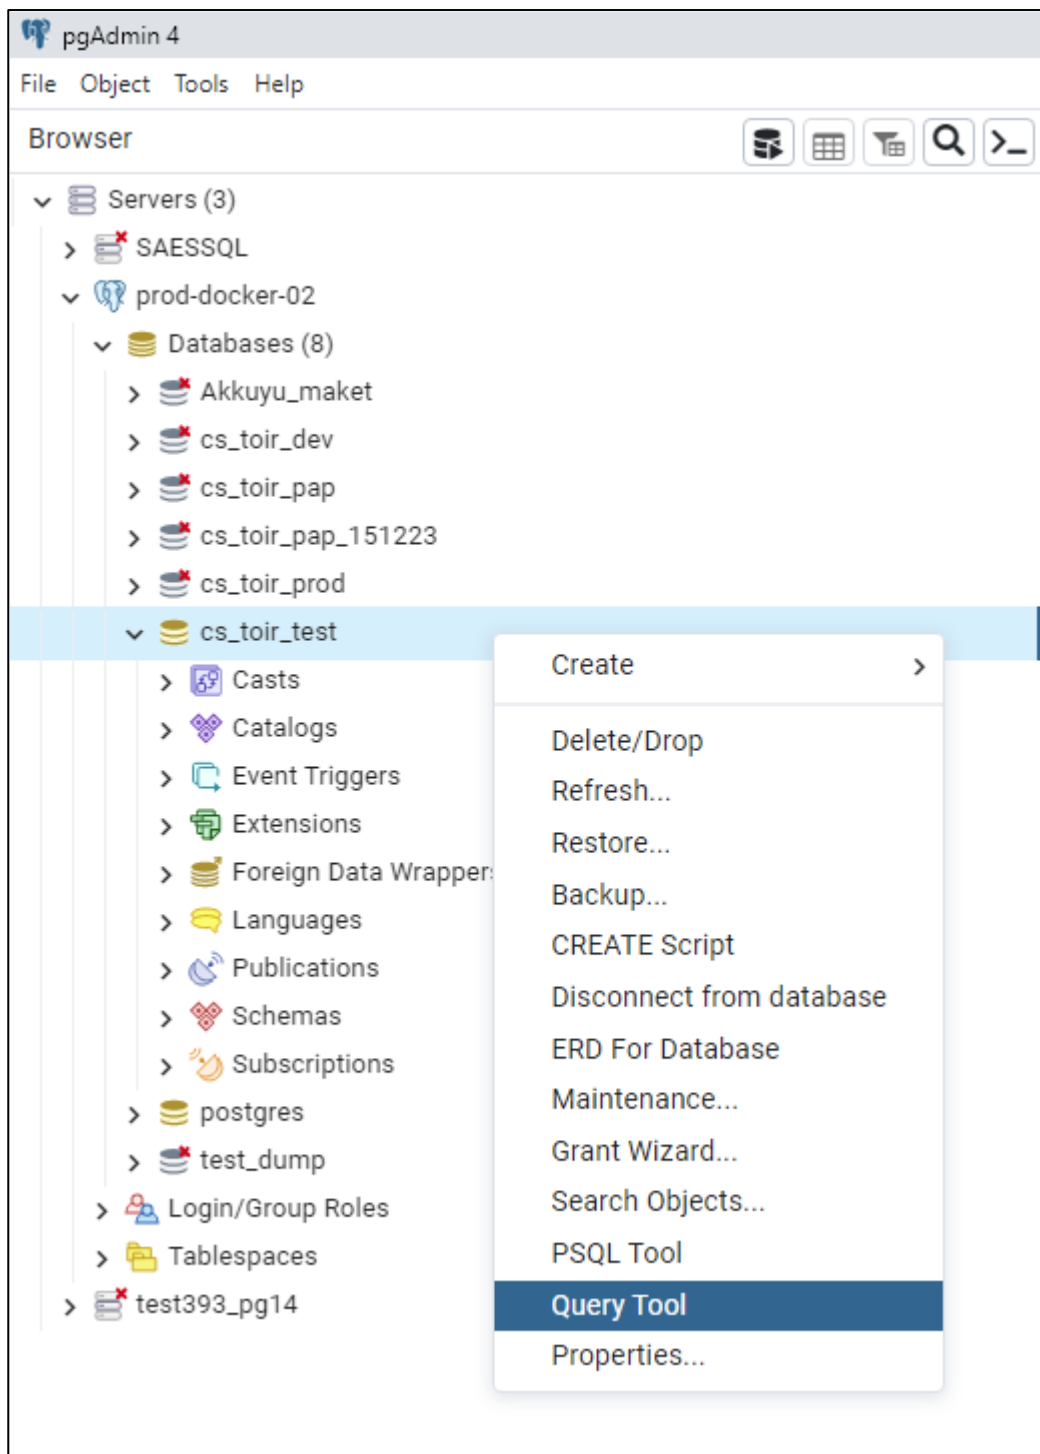 pgAdmin 4
File Object Tools Help
Browser
Servers (3)
SAESSQL
prod-docker-02
Databases (8)
Akkuyu_maket
cs_toir_dev
cs_toir_pap
cs_toir_pap_151223
cs_toir_prod
cs_toir_test
Casts
Catalogs
Event Triggers
Extensions
Foreign Data Wrappers
Languages
Publications
Schemas
Subscriptions
postgres
test_dump
Login/Group Roles
Tablespaces
test393_pg14
Create
Delete/Drop
Refresh...
Restore...
Backup...
CREATE Script
Disconnect from database
ERD For Database
Maintenance...
Grant Wizard...
Search Objects...
PSQL Tool
Query Tool
Properties...